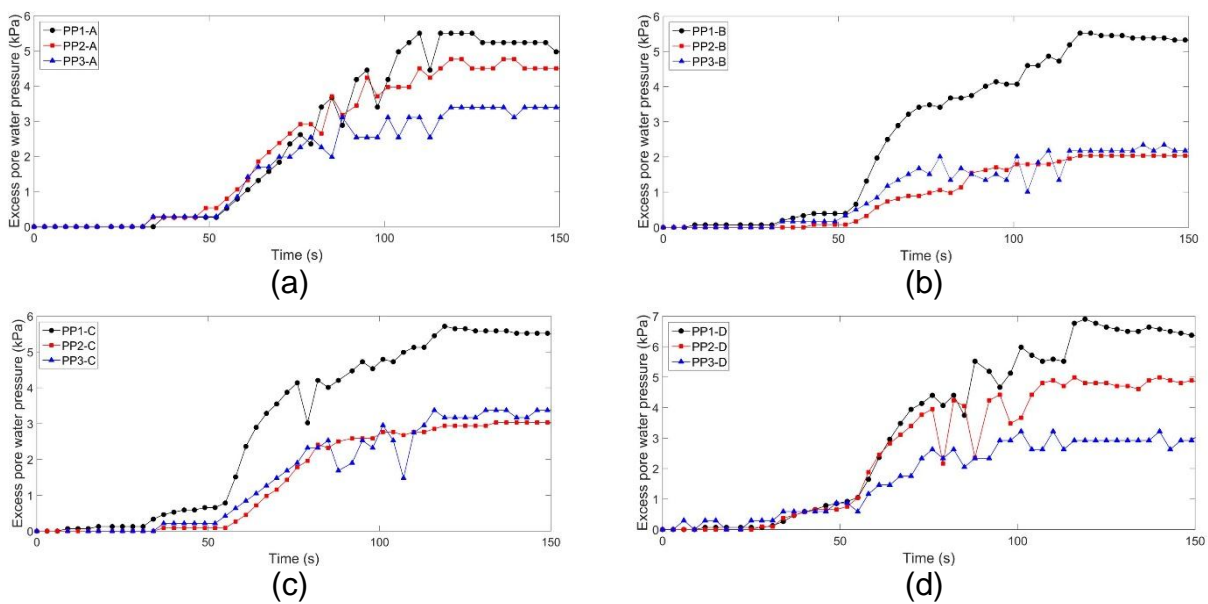 6
5
4
3
2
1
0
Excess pore water pressure (kPa)
PP1-A
PP2-A
PP3-A
0 50 100 150
Time (s)
(a)
6
5
4
3
2
1
0
Excess pore water pressure (kPa)
PP1-B
PP2-B
PP3-B
0 50 100 150
Time (s)
(b)
6
5
4
3
2
1
0
Excess pore water pressure (kPa)
PP1-C
PP2-C
PP3-C
0 50 100 150
Time (s)
(c)
7
6
5
4
3
2
1
0
Excess pore water pressure (kPa)
PP1-D
PP2-D
PP3-D
0 50 100 150
Time (s)
(d)